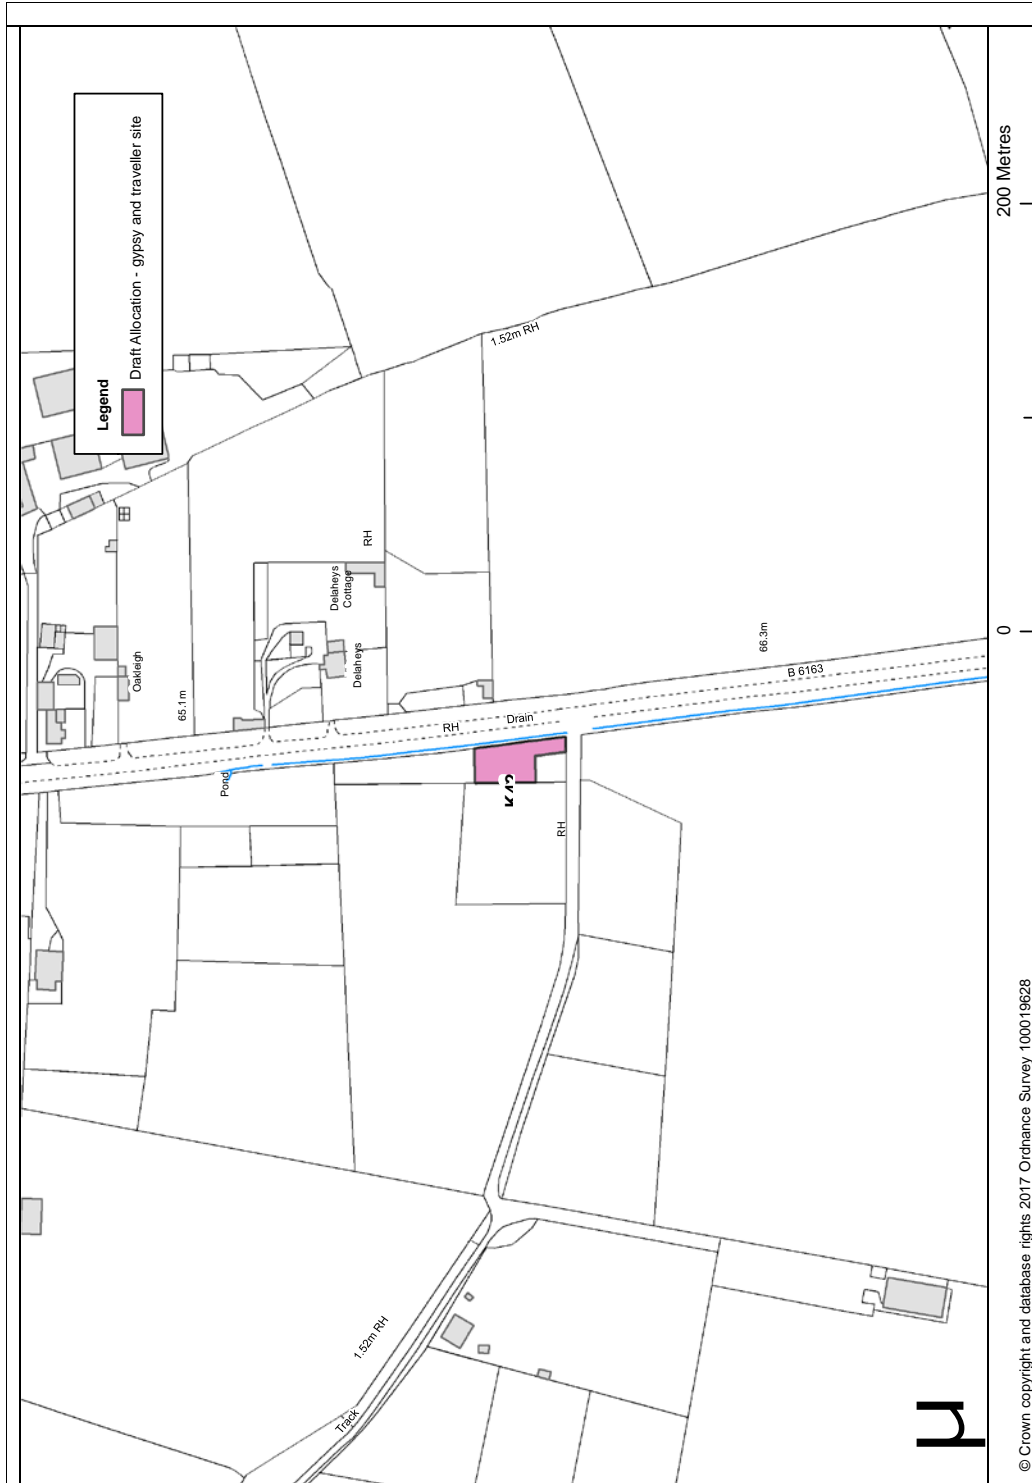 Legend
Draft Allocation - gypsy and traveller site
200 Metres
0
1.52m RH
RH
Delaheys
Cottage
Delaheys
Oakleigh
65.1m
66.3m
B 6163
RH
Drain
Pond
RH
1.52m RH
Track
© Crown copyright and database rights 2017 Ordnance Survey 100019628